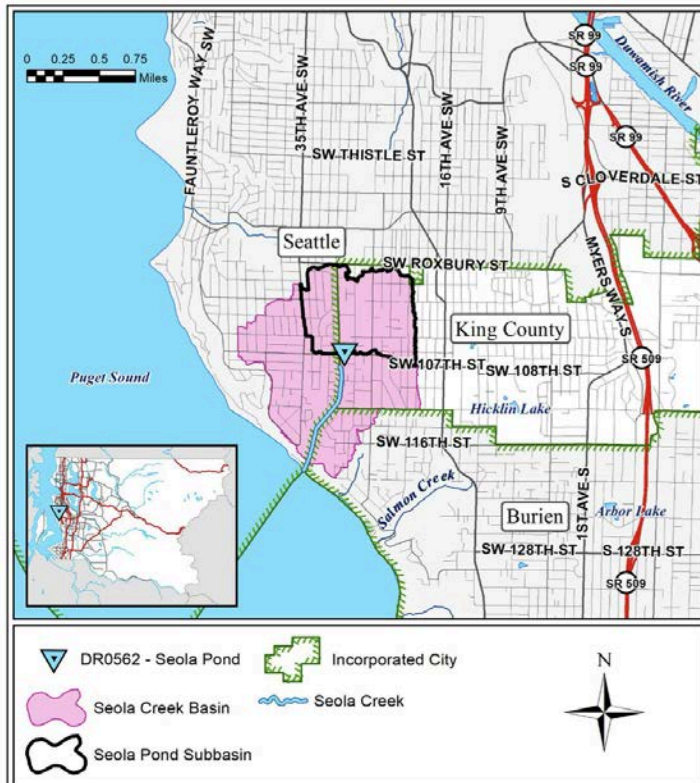 0 0.25 0.5 0.75
Miles
FAUNTLEROY WAY SW
35TH AVE SW
SW THISTLE ST
16TH AVE SW
9TH AVE SW
SR 99
SR 99
SR 99
Duwamish River
S CLOVERDALE ST
MYERS WAY S
Seattle
SW ROXBURY ST
King County
SW 107TH ST
SW 108TH ST
SR 509
Puget Sound
Hicklin Lake
SW 116TH ST
Salmon Creek
Burien
1ST AVE S
Arbor Lake
SW 128TH ST
S 128TH ST
SR 509
DR0562 - Seola Pond
Incorporated City
Seola Creek Basin
Seola Creek
Seola Pond Subbasin
N